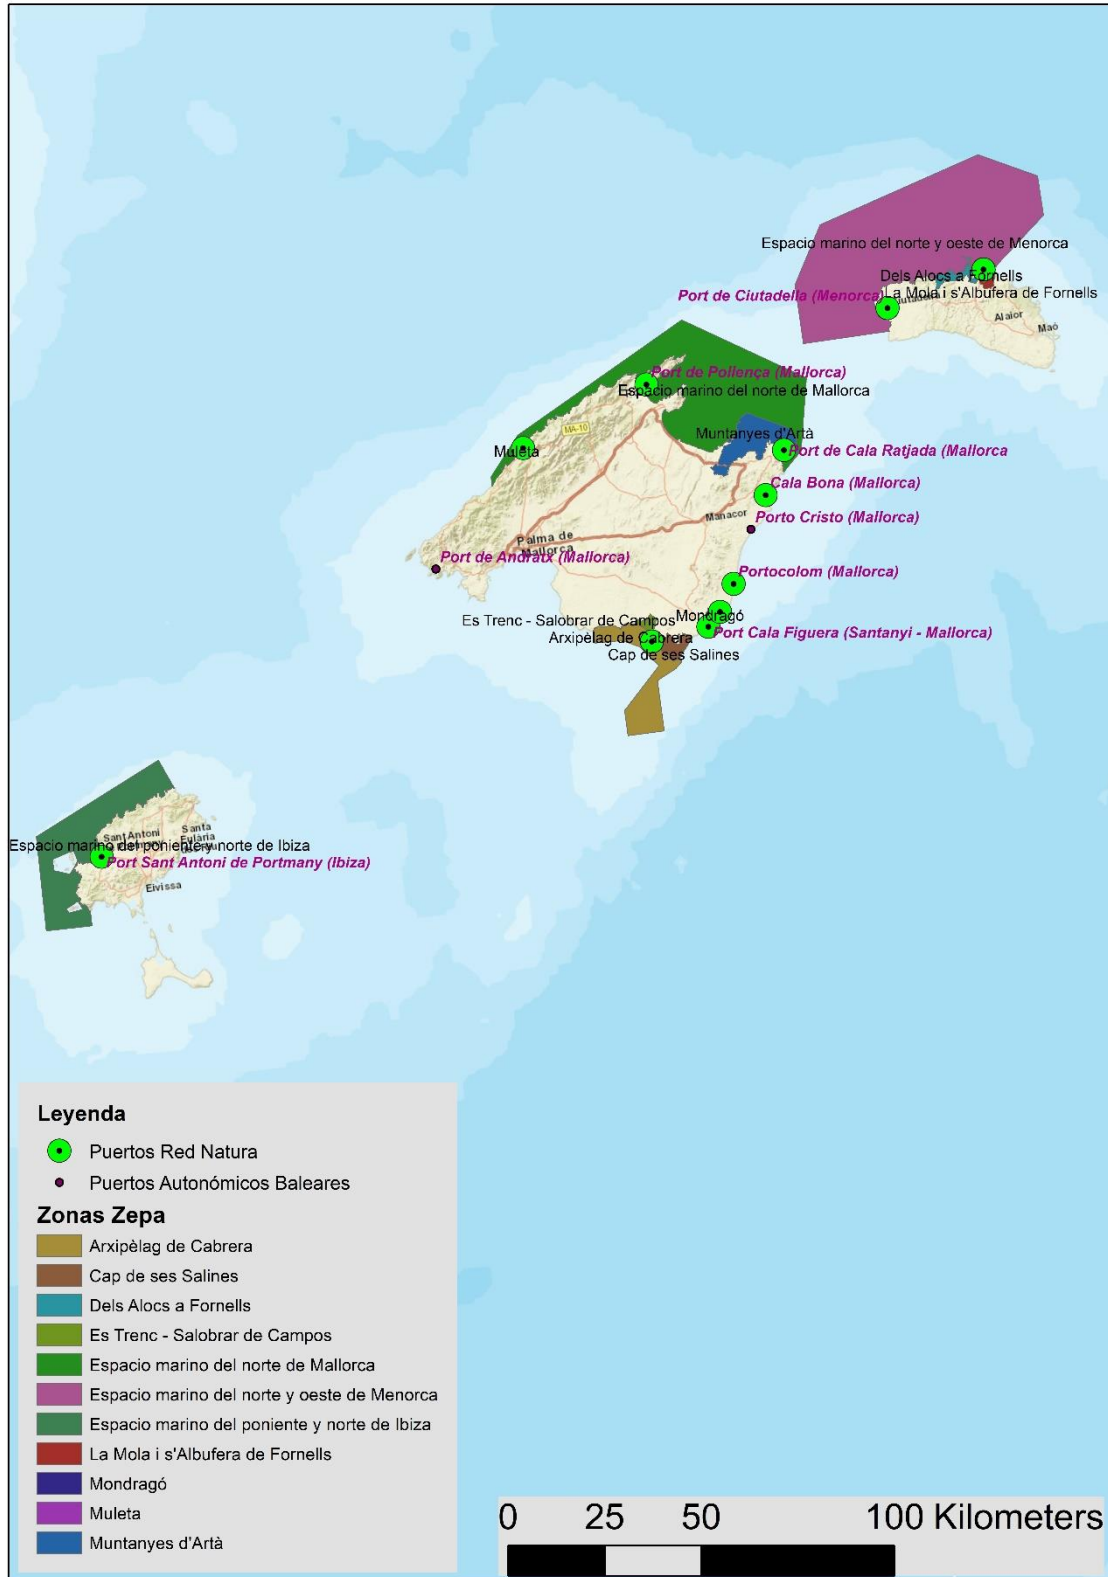 Espacio marino del norte y oeste de Menorca
Dels Alocs a Fornells
La Mola i s'Albufera de Fornells
Port de Ciutadella (Menorca)
Alaior
Maó
Port de Pollença (Mallorca)
Espacio marino del norte de Mallorca
MA-10
Muntanyes d'Artà
Muleta
Port de Cala Ratjada (Mallorca
Cala Bona (Mallorca)
Manacor
Porto Cristo (Mallorca)
Palma de
Mallorca
Port de Andratx (Mallorca)
Portocolom (Mallorca)
Es Trenc - Salobrar de Campos
Mondragó
Arxipèlag de Cabrera
Port Cala Figuera (Santanyi - Mallorca)
Cap de ses Salines
Sant Antoni
Santa
Eulària
Espacio marino del poniente y norte de Ibiza
Port Sant Antoni de Portmany (Ibiza)
Eivissa
Leyenda
Puertos Red Natura
Puertos Autonómicos Baleares
Zonas Zepa
Arxipèlag de Cabrera
Cap de ses Salines
Dels Alocs a Fornells
Es Trenc - Salobrar de Campos
Espacio marino del norte de Mallorca
Espacio marino del norte y oeste de Menorca
Espacio marino del poniente y norte de Ibiza
La Mola i s'Albufera de Fornells
Mondragó
Muleta
Muntanyes d'Artà
0 25 50 100 Kilometers